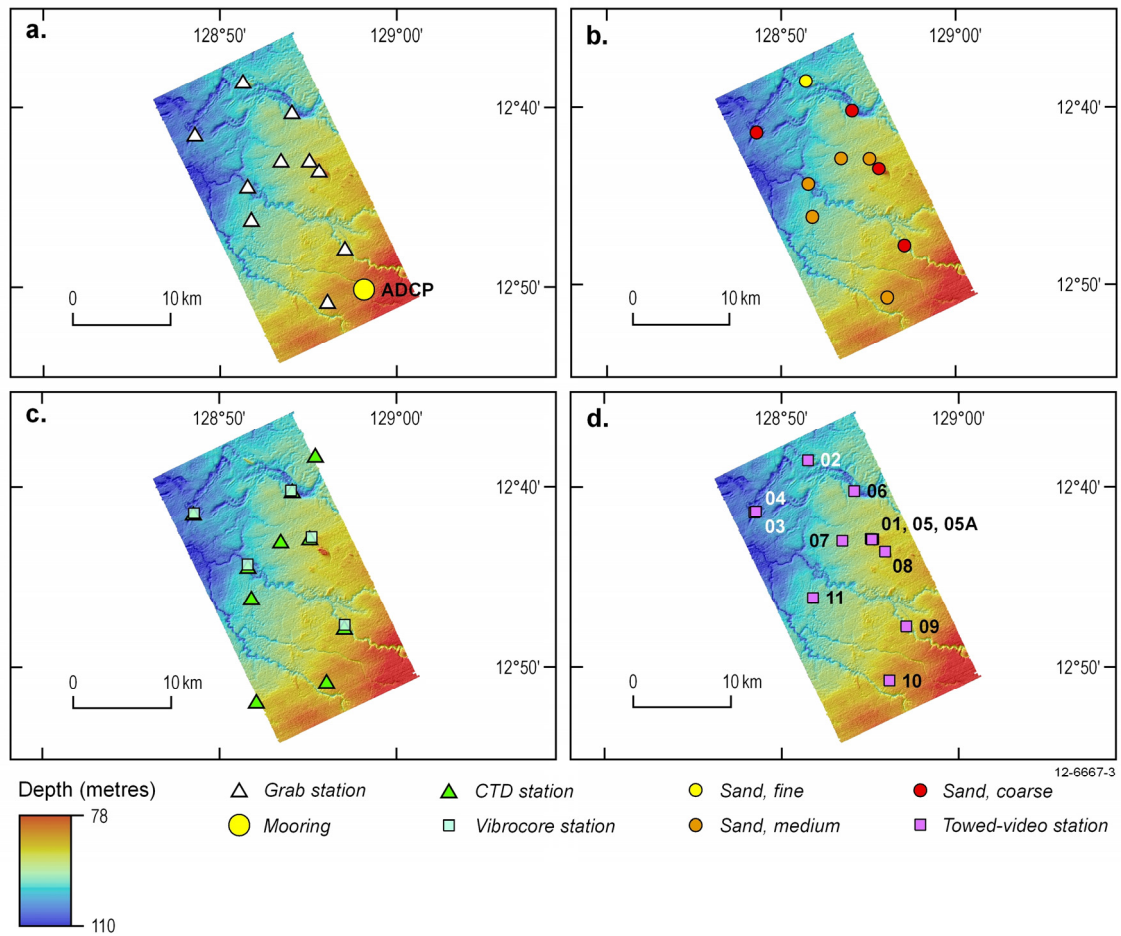 a.
128°50'
129°00'
12°40'
12°50'
ADCP
0
10 km
b.
128°50'
129°00'
12°40'
12°50'
0
10 km
c.
128°50'
129°00'
12°40'
12°50'
0
10 km
d.
128°50'
129°00'
12°40'
12°50'
02
04
03
06
01, 05, 05A
07
08
11
09
10
0
10 km
12-6667-3
Depth (metres)
78
110
Grab station
CTD station
Sand, fine
Sand, coarse
Mooring
Vibrocore station
Sand, medium
Towed-video station